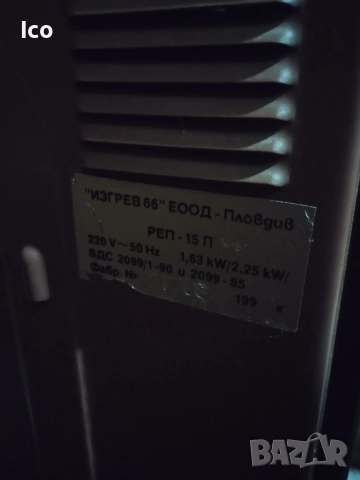 Ico
"ИЗГРЕВ 66" ЕООД - Пловдив
РЕП - 15 П
220 V ~ 50 Hz 1,63 kW/2,25 kW/
БДС 2099/1-90 и 2099-85
Фабр. № 199 г.
BAZAR